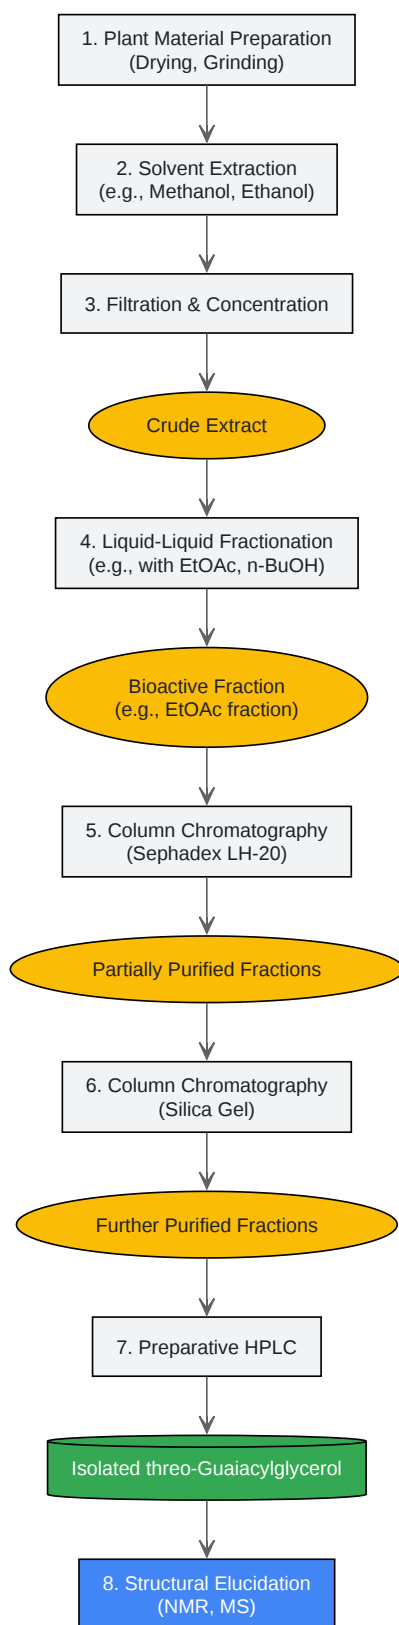 1. Plant Material Preparation
(Drying, Grinding)
2. Solvent Extraction
(e.g., Methanol, Ethanol)
3. Filtration & Concentration
Crude Extract
4. Liquid-Liquid Fractionation
(e.g., with EtOAc, n-BuOH)
Bioactive Fraction
(e.g., EtOAc fraction)
5. Column Chromatography
(Sephadex LH-20)
Partially Purified Fractions
6. Column Chromatography
(Silica Gel)
Further Purified Fractions
7. Preparative HPLC
Isolated threo-Guaiacylglycerol
8. Structural Elucidation
(NMR, MS)